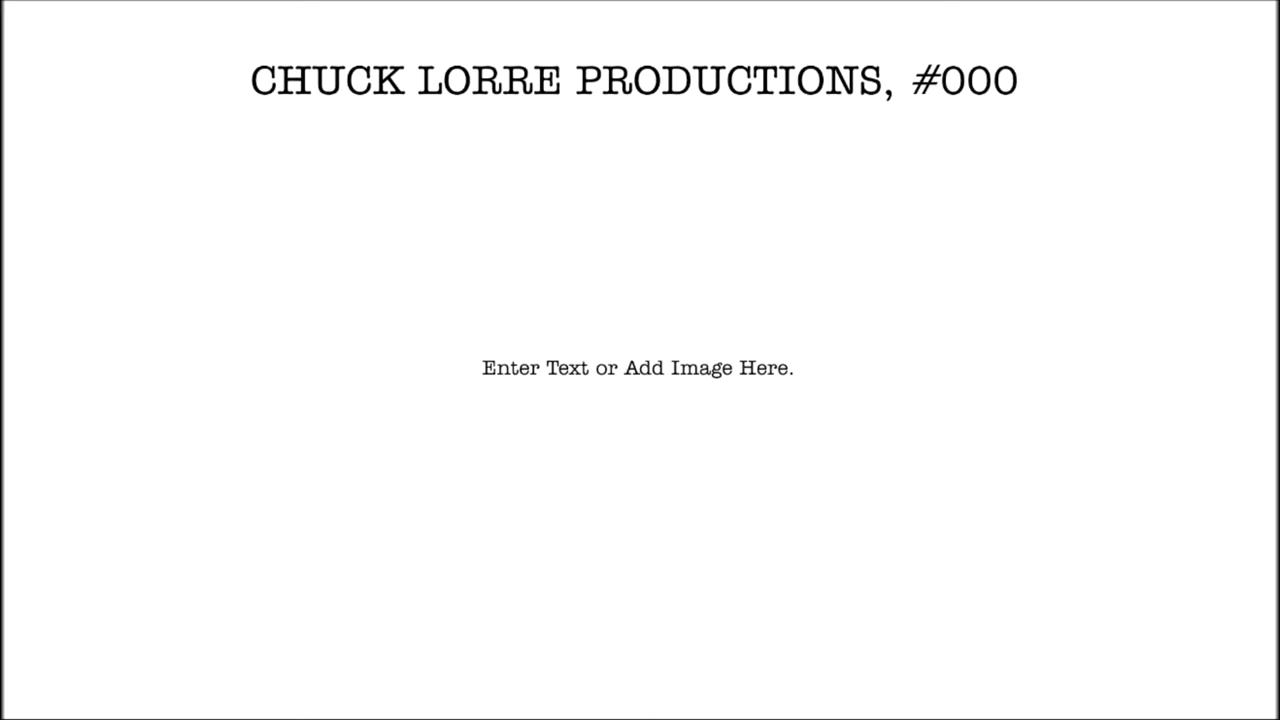 CHUCK LORRE PRODUCTIONS, #000
Enter Text or Add Image Here.